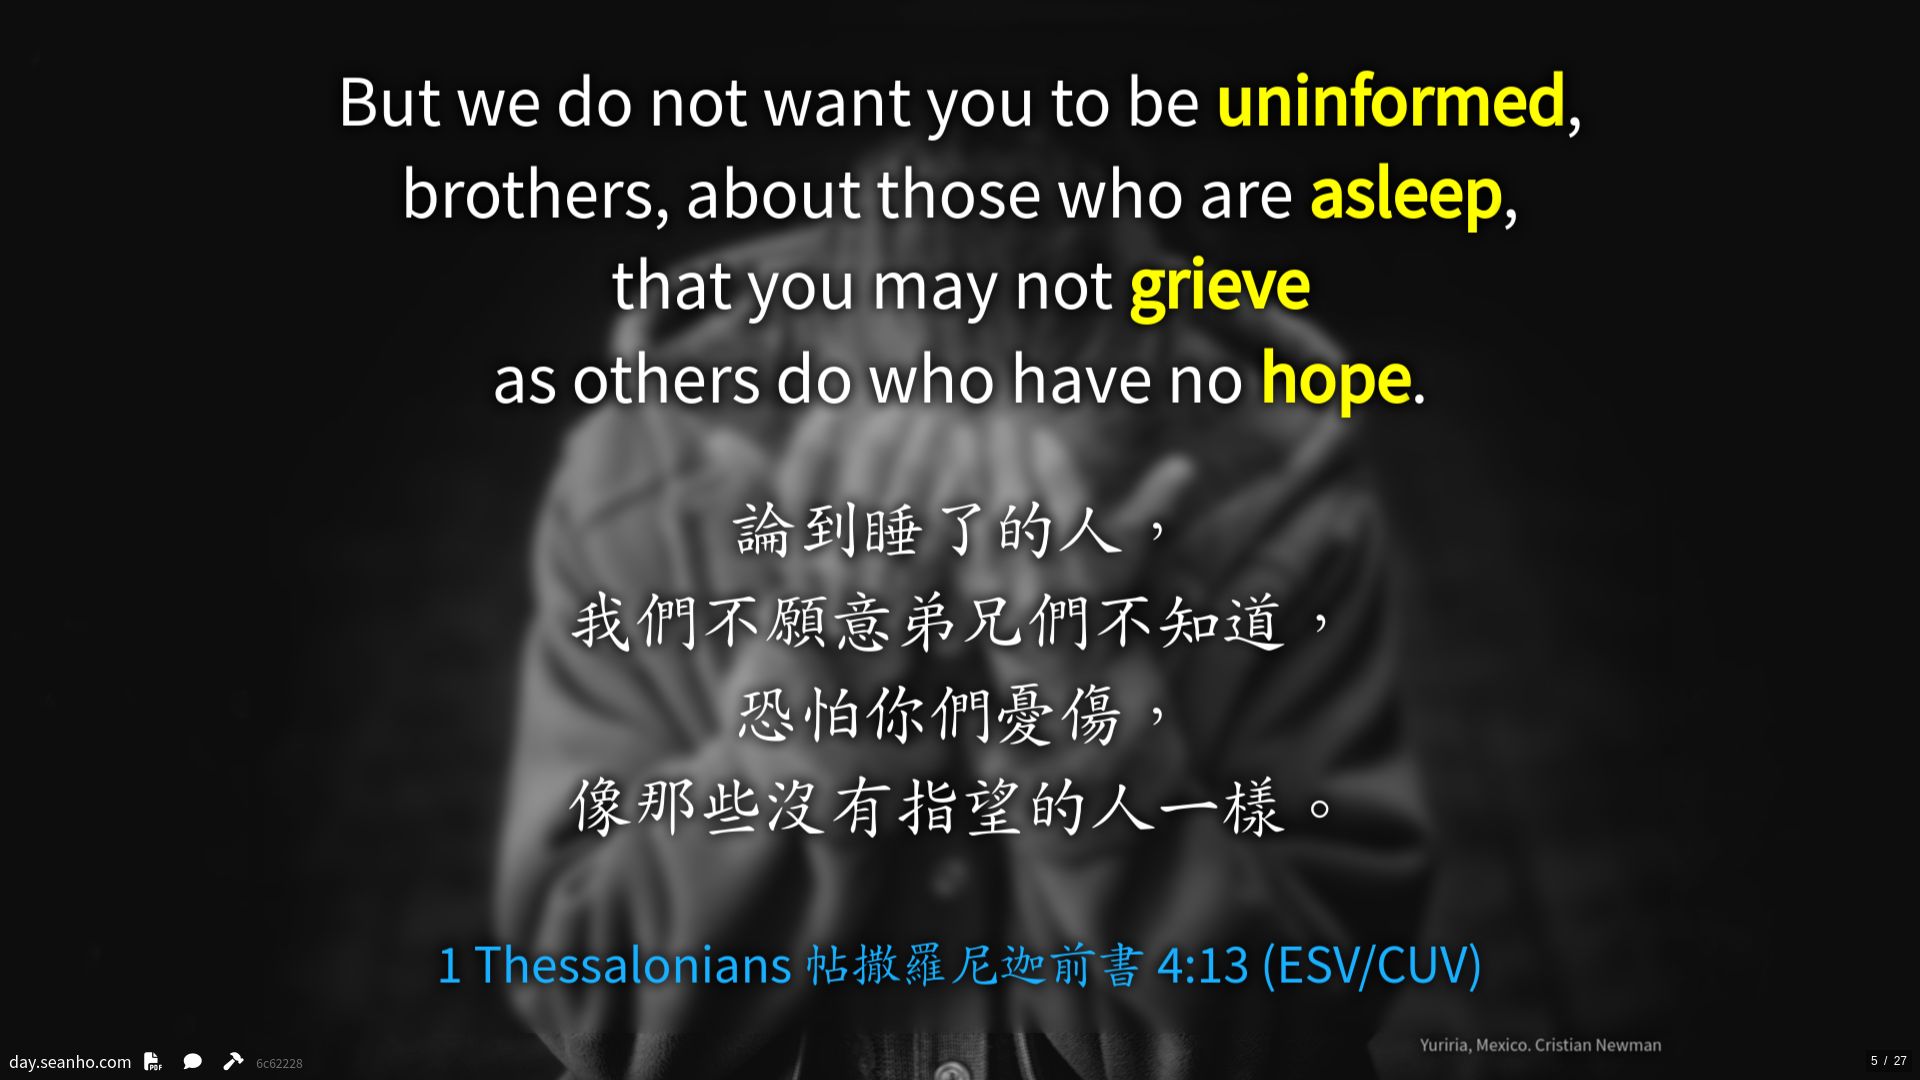 But we do not want you to be uninformed,
brothers, about those who are asleep,
that you may not grieve
as others do who have no hope.
論到睡了的人，
我們不願意弟兄們不知道，
恐怕你們憂傷，
像那些沒有指望的人一樣。
1 Thessalonians 帖撒羅尼迦前書 4:13 (ESV/CUV)
Yuriria, Mexico. Cristian Newman
day.seanho.com 6c62228
5 / 27